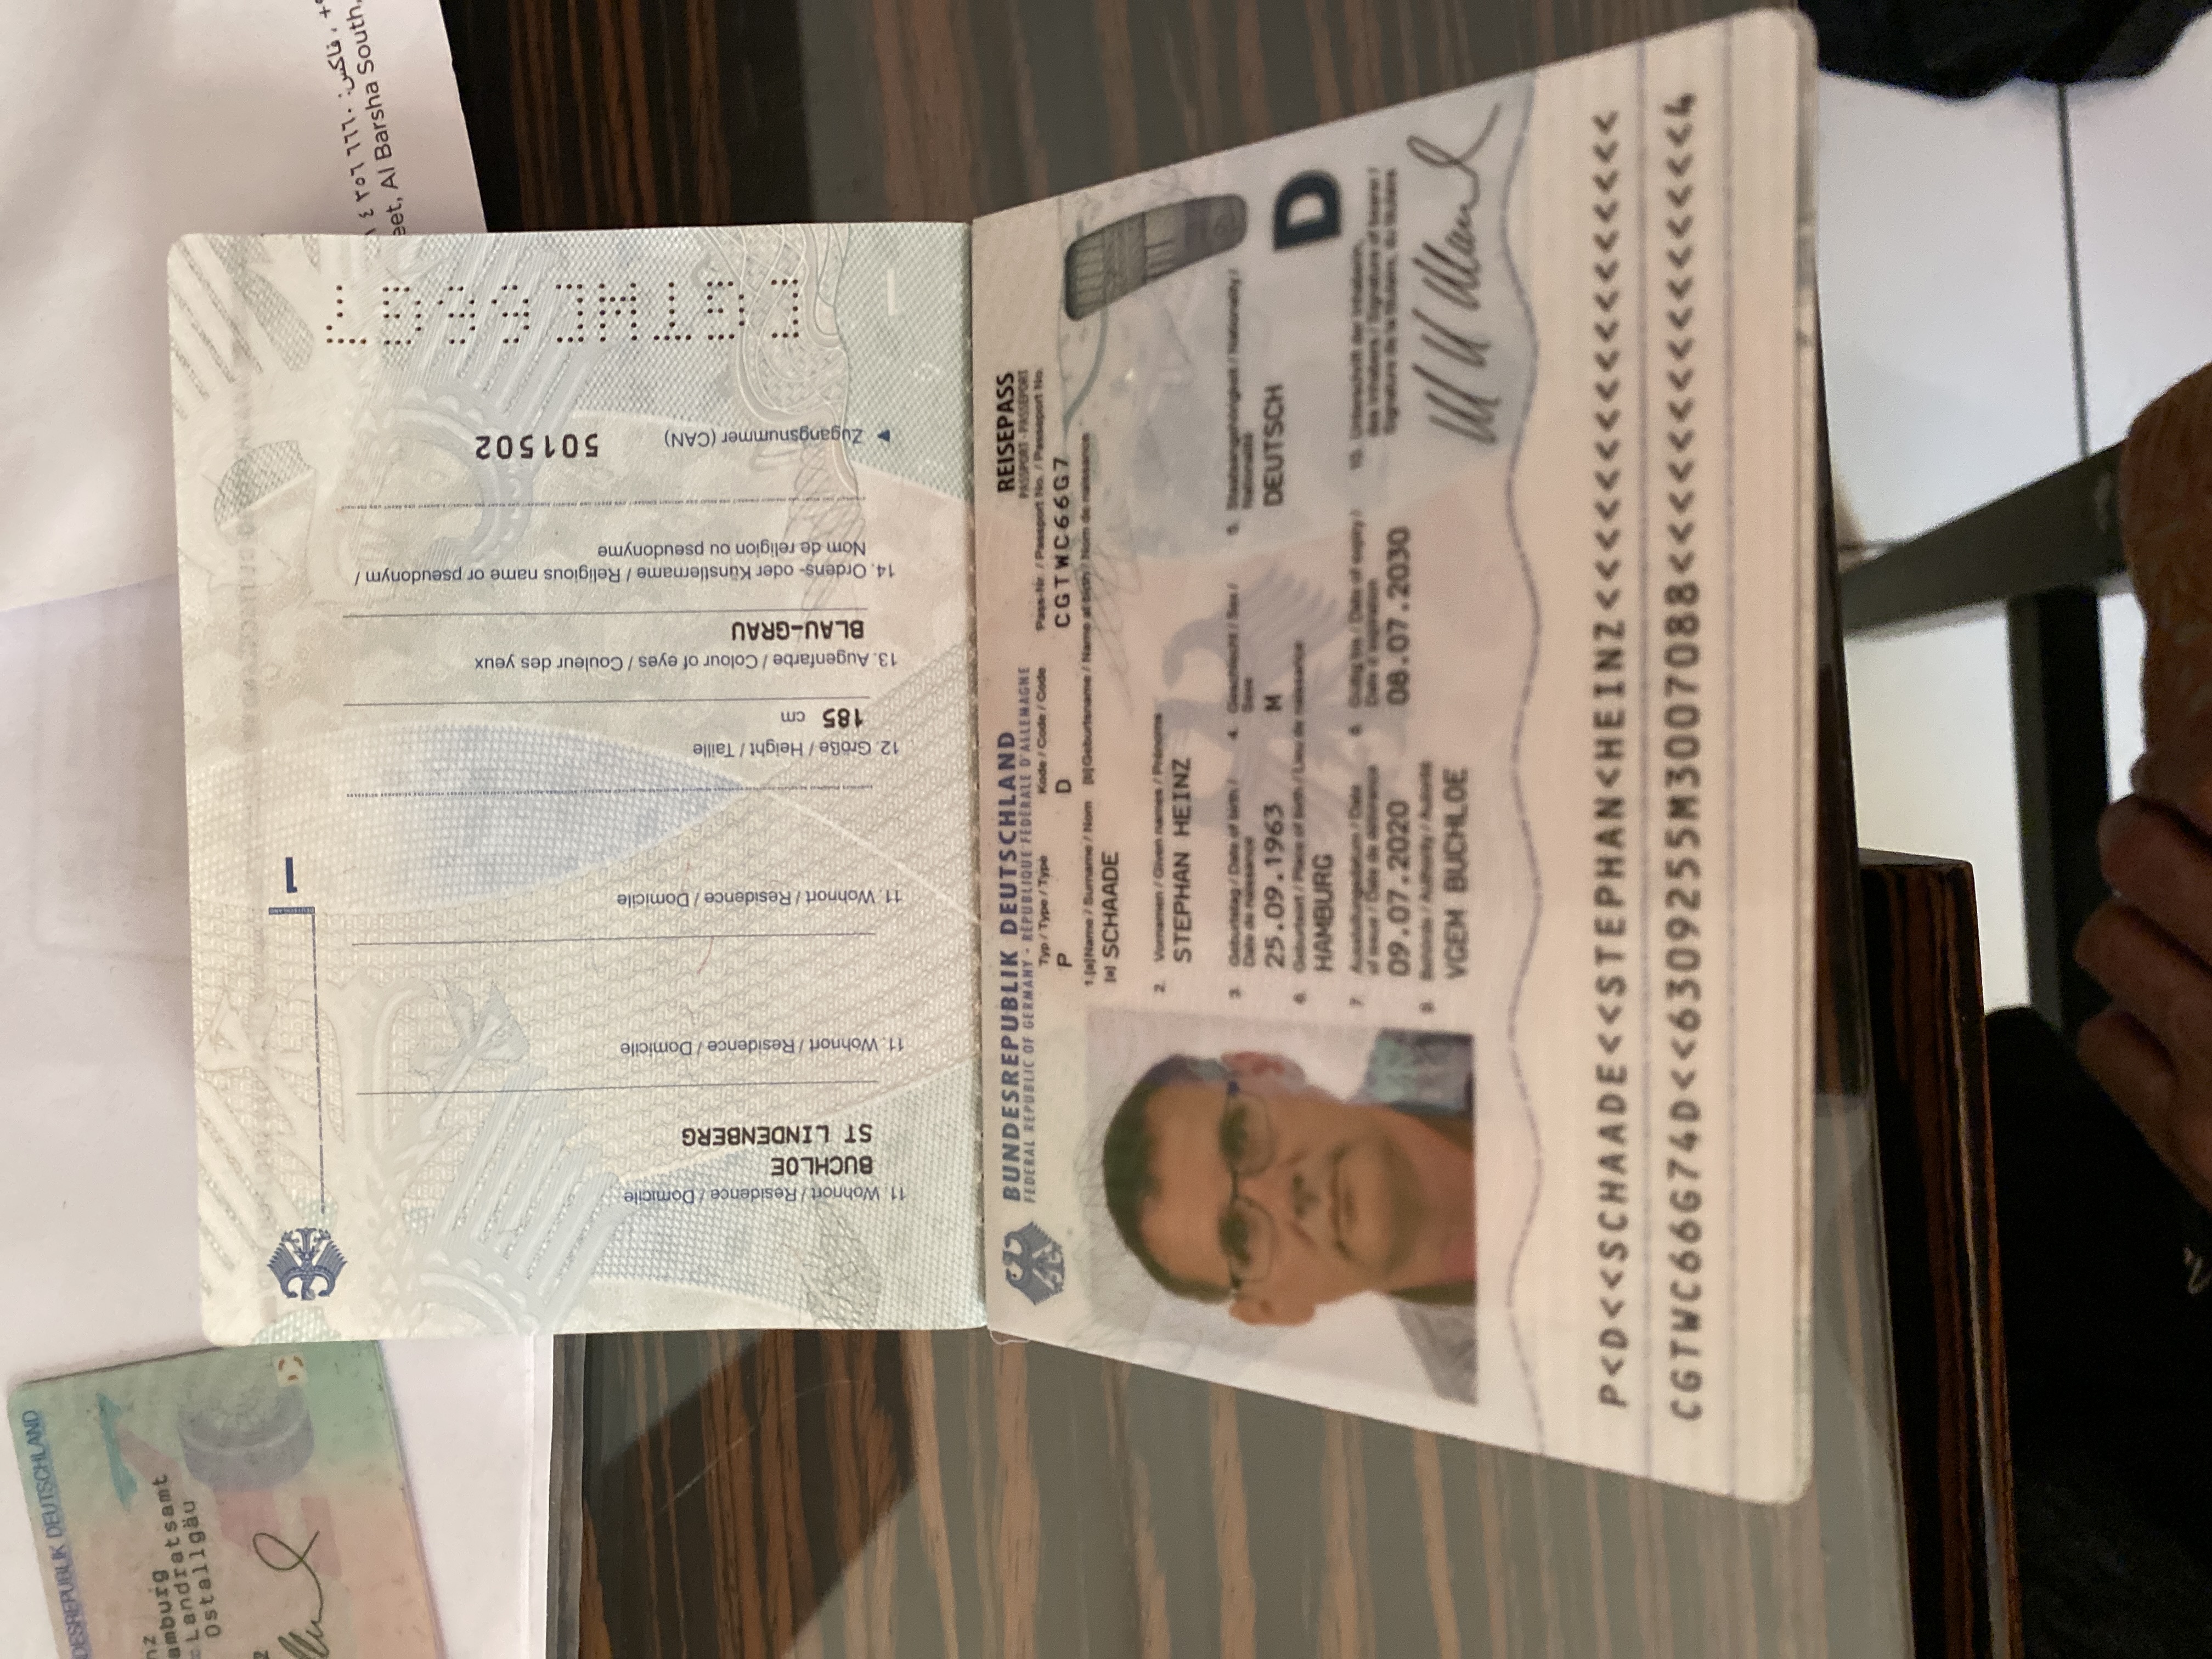 DESREPUBLIK DEUTSCHLAND
nz
amburg
Landratsamt
Ostallgäu
فاكس: ٦٦٦٠ ٣٥٦ ٤
eet, Al Barsha South,
1
11. Wohnort / Residence / Domicile
BUCHLOE
ST LINDENBERG
11. Wohnort / Residence / Domicile
11. Wohnort / Residence / Domicile
12. Größe / Height / Taille
185 cm
13. Augenfarbe / Colour of eyes / Couleur des yeux
BLAU-GRAU
14. Ordens- oder Künstlername / Religious name or pseudonym /
Nom de religion ou pseudonyme
► Zugangsnummer (CAN) 501502
CGTWC66G7
BUNDESREPUBLIK DEUTSCHLAND REISEPASS
FEDERAL REPUBLIC OF GERMANY · RÉPUBLIQUE FÉDÉRALE D'ALLEMAGNE PASSPORT · PASSEPORT
Typ / Type / Type Kode / Code / Code Pass-Nr. / Passport No. / Passeport No.
P D CGTWC66G7
1.[a]Name / Surname / Nom [b]Geburtsname / Name at birth / Nom de naissance
[a] SCHAADE
2. Vornamen / Given names / Prénoms
STEPHAN HEINZ
3. Geburtstag / Date of birth / 4. Geschlecht / Sex / 5. Staatsangehörigkeit / Nationality /
Date de naissance Sexe Nationalité
25.09.1963 M DEUTSCH
6. Geburtsort / Place of birth / Lieu de naissance
HAMBURG
D
7. Ausstellungsdatum / Date 8. Gültig bis / Date of expiry / 10. Unterschrift der Inhaberin,
of issue / Date de délivrance Date d'expiration des Inhabers / Signature of bearer /
Signature de la titulaire, du titulaire
09.07.2020 08.07.2030
9. Behörde / Authority / Autorité
VGEM BUCHLOE
P<D<<SCHAADE<<STEPHAN<HEINZ<<<<<<<<<<<<<<<<<
CGTWC66G74D<<6309255M3007088<<<<<<<<<<<<<<<4